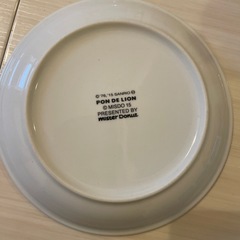 © '76, '15 SANRIO ®
PON DE LION
© MISDO 15
PRESENTED BY
mister Donut.